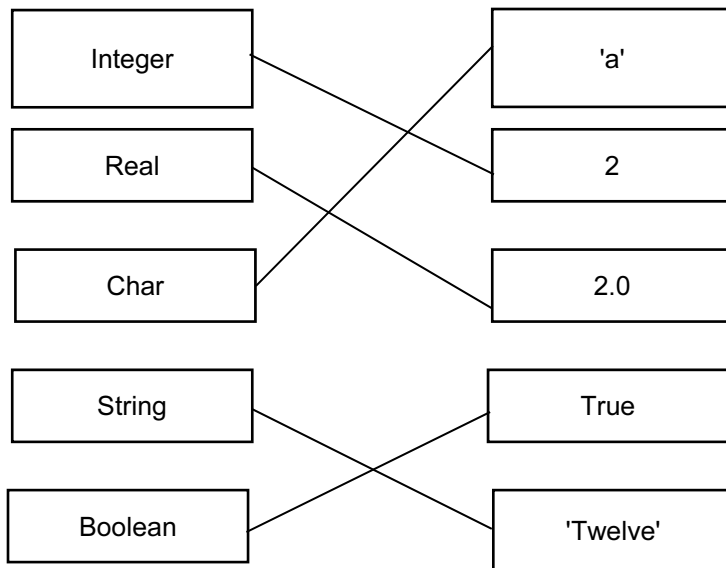 Integer
'a'
Real
2
Char
2.0
String
True
Boolean
'Twelve'